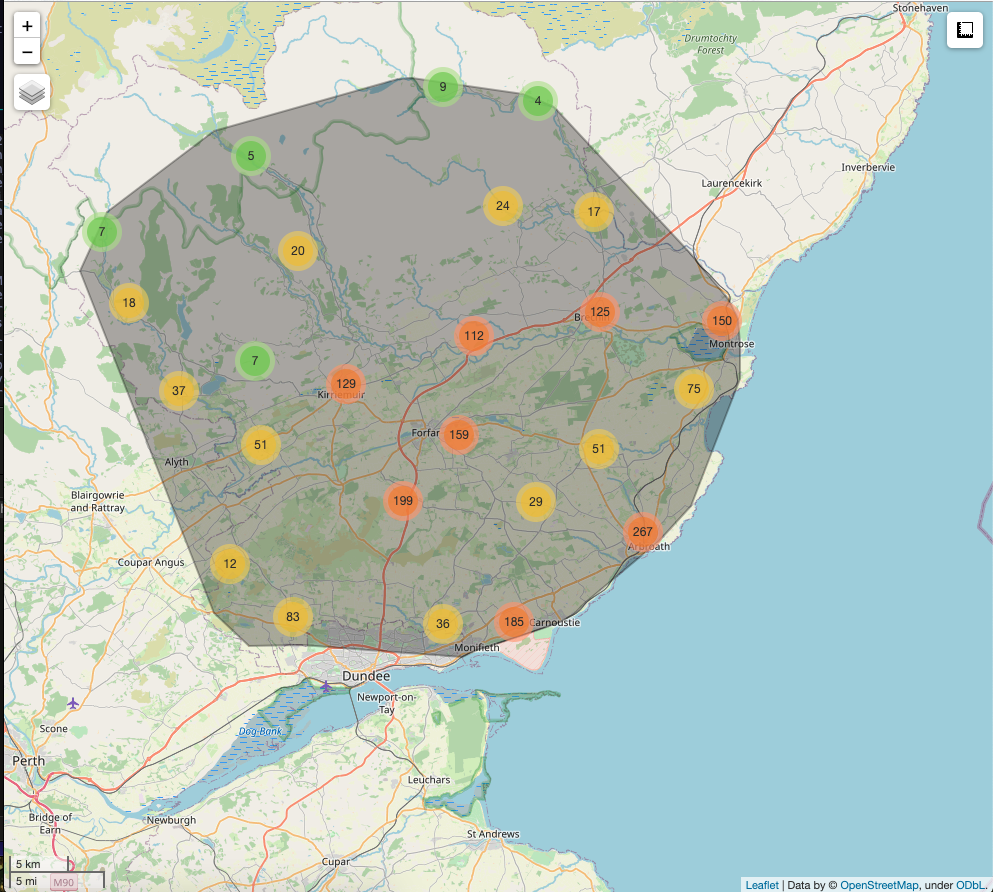 +
Stonehaven
−
Drumtochty
Forest
9
4
5
Inverbervie
Laurencekirk
24
17
7
20
18
125
150
112
Montrose
7
129
75
37
Forfar
159
51
51
Alyth
Blairgowrie
and Rattray
199
29
267
Coupar Angus
12
83
36
185
Carnoustie
Monifieth
Dundee
Newport-on-
Tay
Scone
Dog-Bank
Perth
Leuchars
Bridge of
Earn
Newburgh
St Andrews
Cupar
5 km
5 mi
M90
Leaflet | Data by © OpenStreetMap, under ODbL.